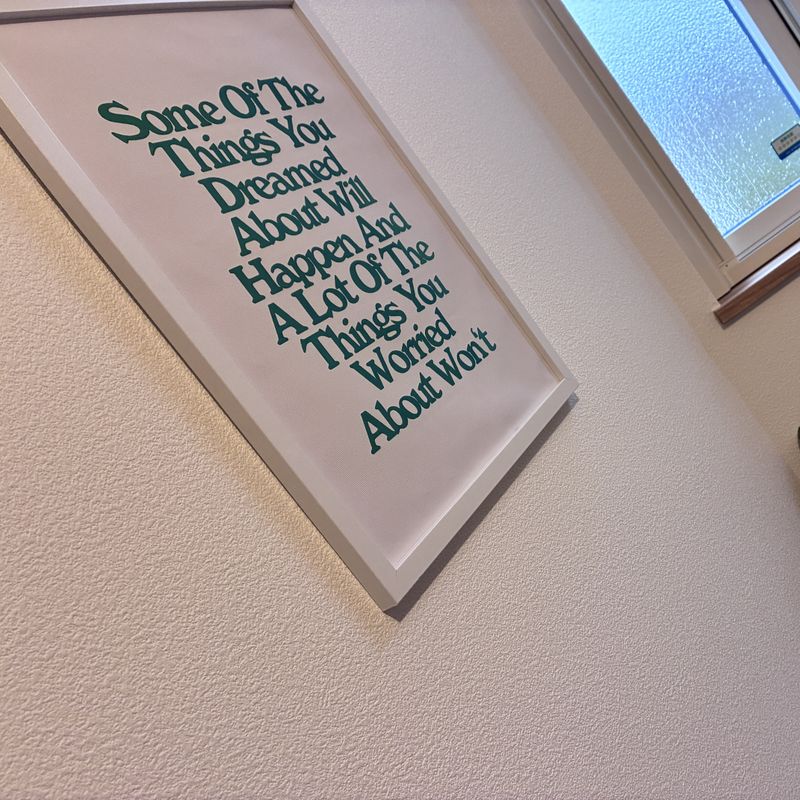 Some Of The
Things You
Dreamed
About Will
Happen And
A Lot Of The
Things You
Worried
About Won't